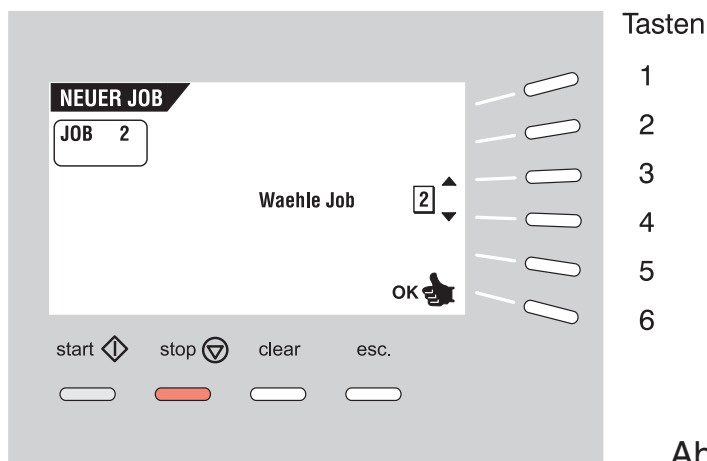 Tasten
NEUER JOB
1
JOB 2
2
3
Waehle Job 2
4
5
OK
6
start stop clear esc.
Ab